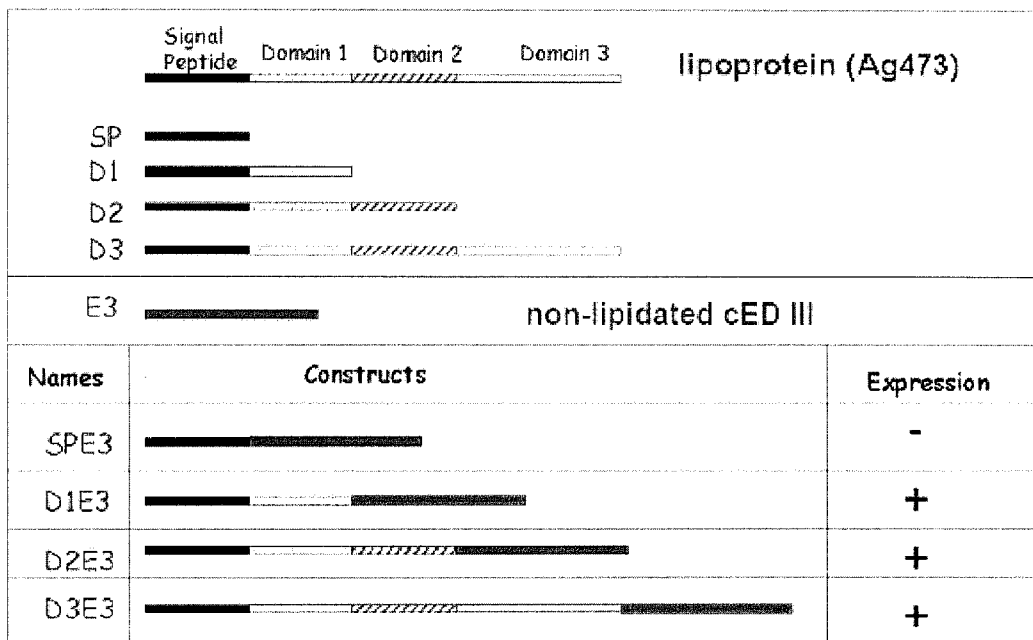 Signal
Peptide Domain 1 Domain 2 Domain 3
lipoprotein (Ag473)
SP
D1
D2
D3
E3 non-lipidated cED III
Names Constructs Expression
SPE3 -
D1E3 +
D2E3 +
D3E3 +